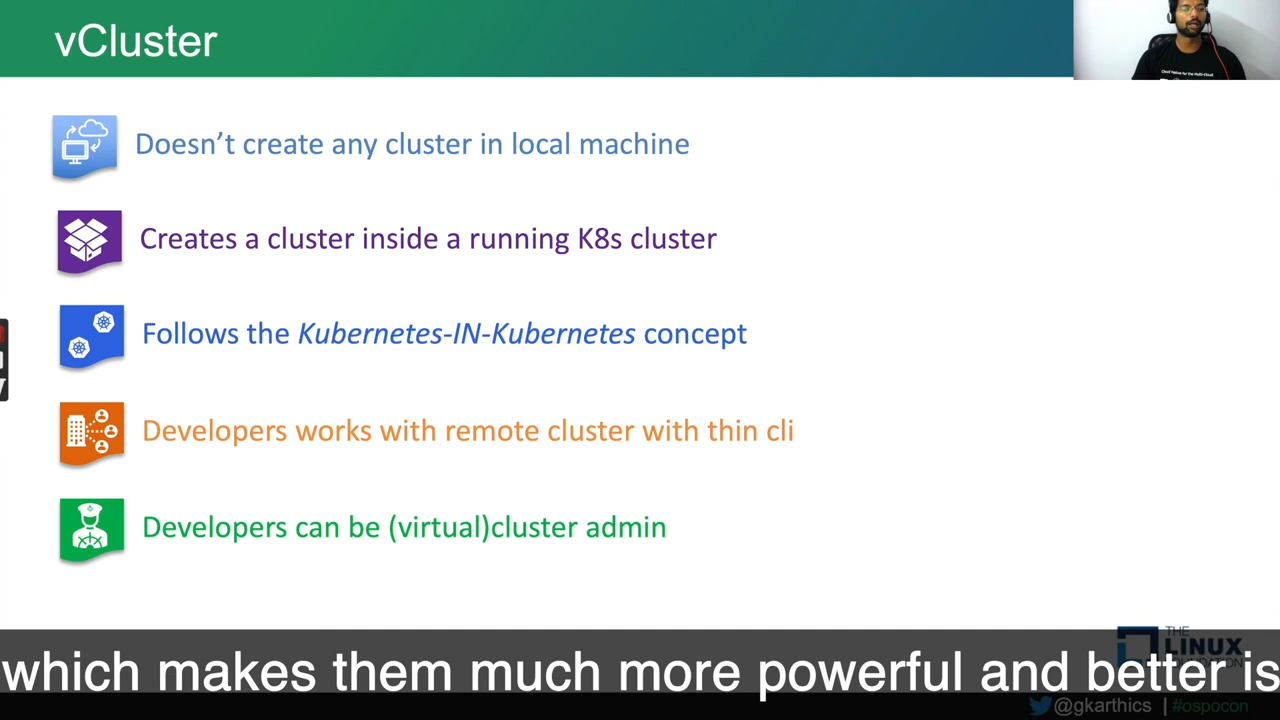 vCluster
Doesn’t create any cluster in local machine
Creates a cluster inside a running K8s cluster
Follows the Kubernetes-IN-Kubernetes concept
Developers works with remote cluster with thin cli
Developers can be (virtual)cluster admin
THE
LINUX
which makes them much more powerful and better is
@gkarthics | #ospocon